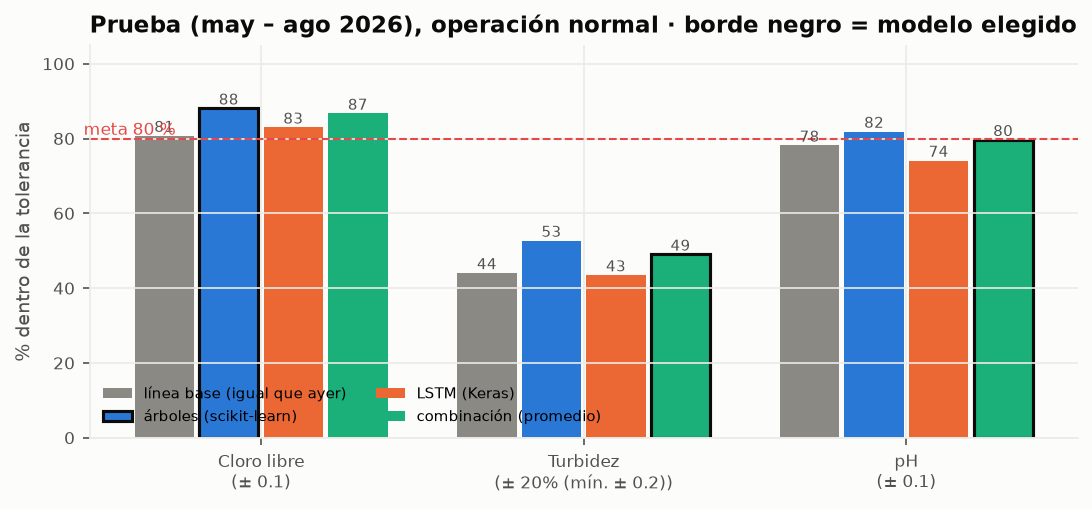 Prueba (may – ago 2026), operación normal · borde negro = modelo elegido
% dentro de la tolerancia
100
80
60
40
20
0
meta 80 %
81
88
83
87
44
53
43
49
78
82
74
80
línea base (igual que ayer)
árboles (scikit-learn)
LSTM (Keras)
combinación (promedio)
Cloro libre
(± 0.1)
Turbidez
(± 20% (mín. ± 0.2))
pH
(± 0.1)